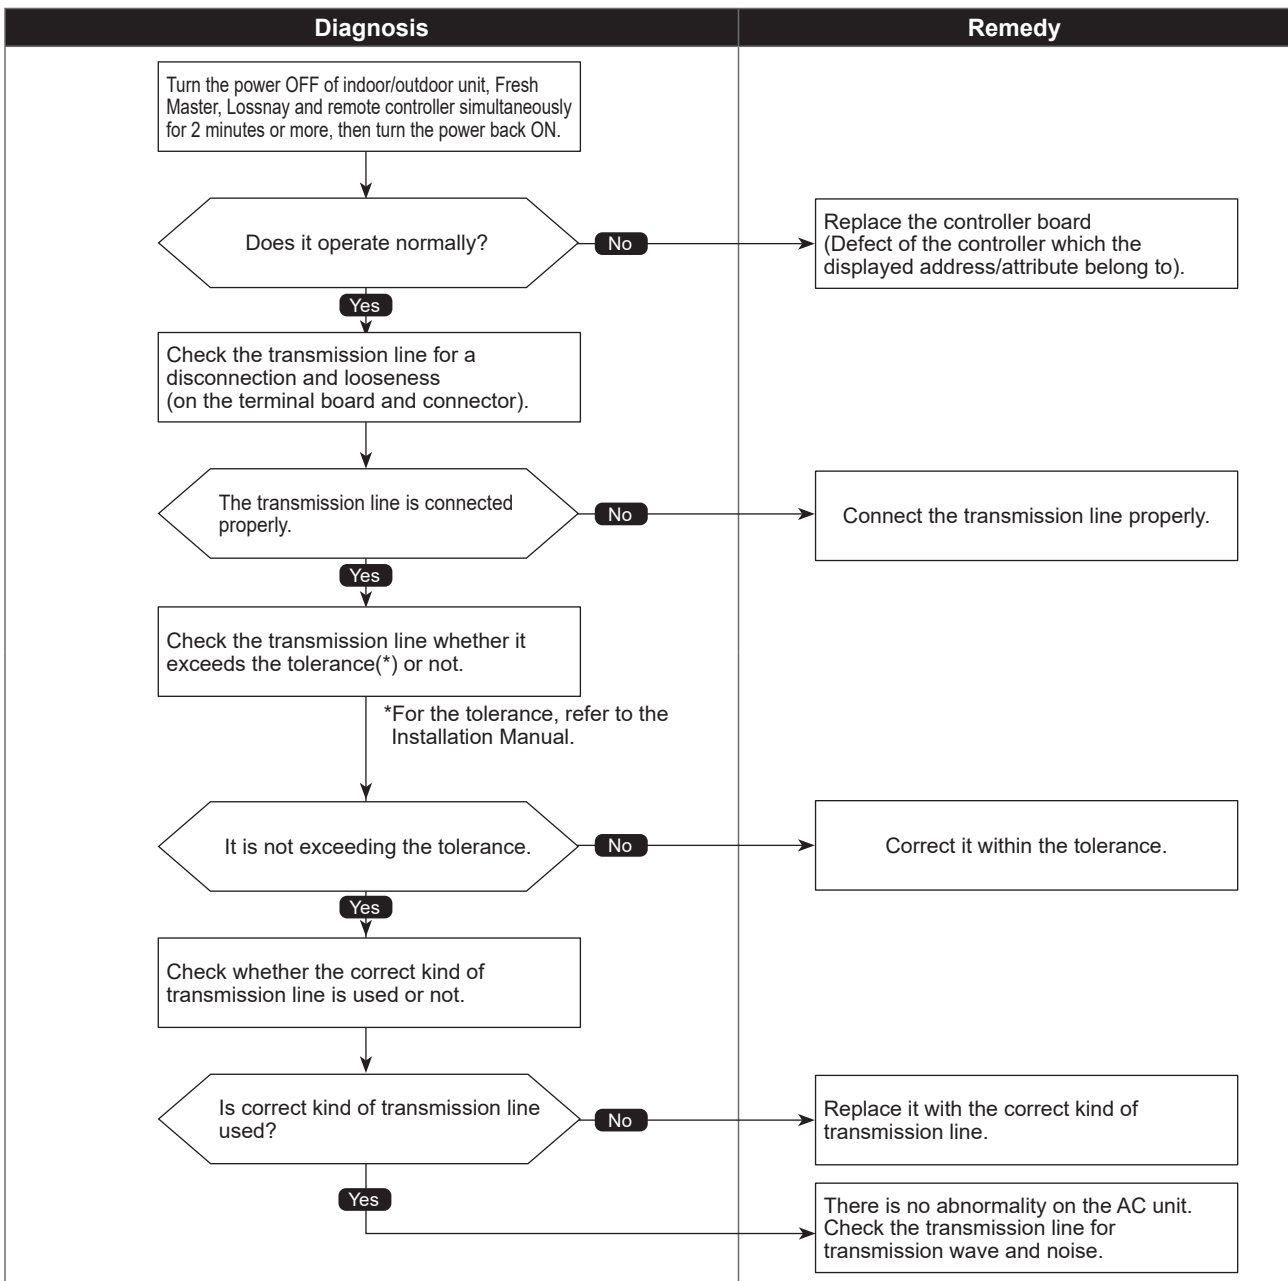 Diagnosis
Remedy
Turn the power OFF of indoor/outdoor unit, Fresh
Master, Lossnay and remote controller simultaneously
for 2 minutes or more, then turn the power back ON.
Does it operate normally?
No
Replace the controller board
(Defect of the controller which the
displayed address/attribute belong to).
Yes
Check the transmission line for a
disconnection and looseness
(on the terminal board and connector).
The transmission line is connected
properly.
No
Connect the transmission line properly.
Yes
Check the transmission line whether it
exceeds the tolerance(*) or not.
*For the tolerance, refer to the
Installation Manual.
It is not exceeding the tolerance.
No
Correct it within the tolerance.
Yes
Check whether the correct kind of
transmission line is used or not.
Is correct kind of transmission line
used?
No
Replace it with the correct kind of
transmission line.
Yes
There is no abnormality on the AC unit.
Check the transmission line for
transmission wave and noise.